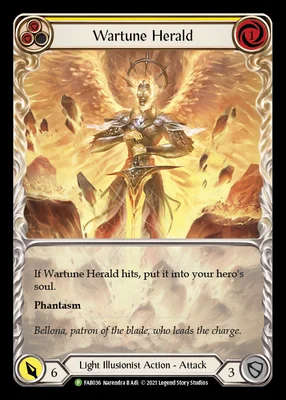 Wartune Herald
1
If Wartune Herald hits, put it into your hero's
soul.
Phantasm
Bellona, patron of the blade, who leads the charge.
6
Light Illusionist Action - Attack
3
P FAB036 Narendra B Adi © 2021 Legend Story Studios